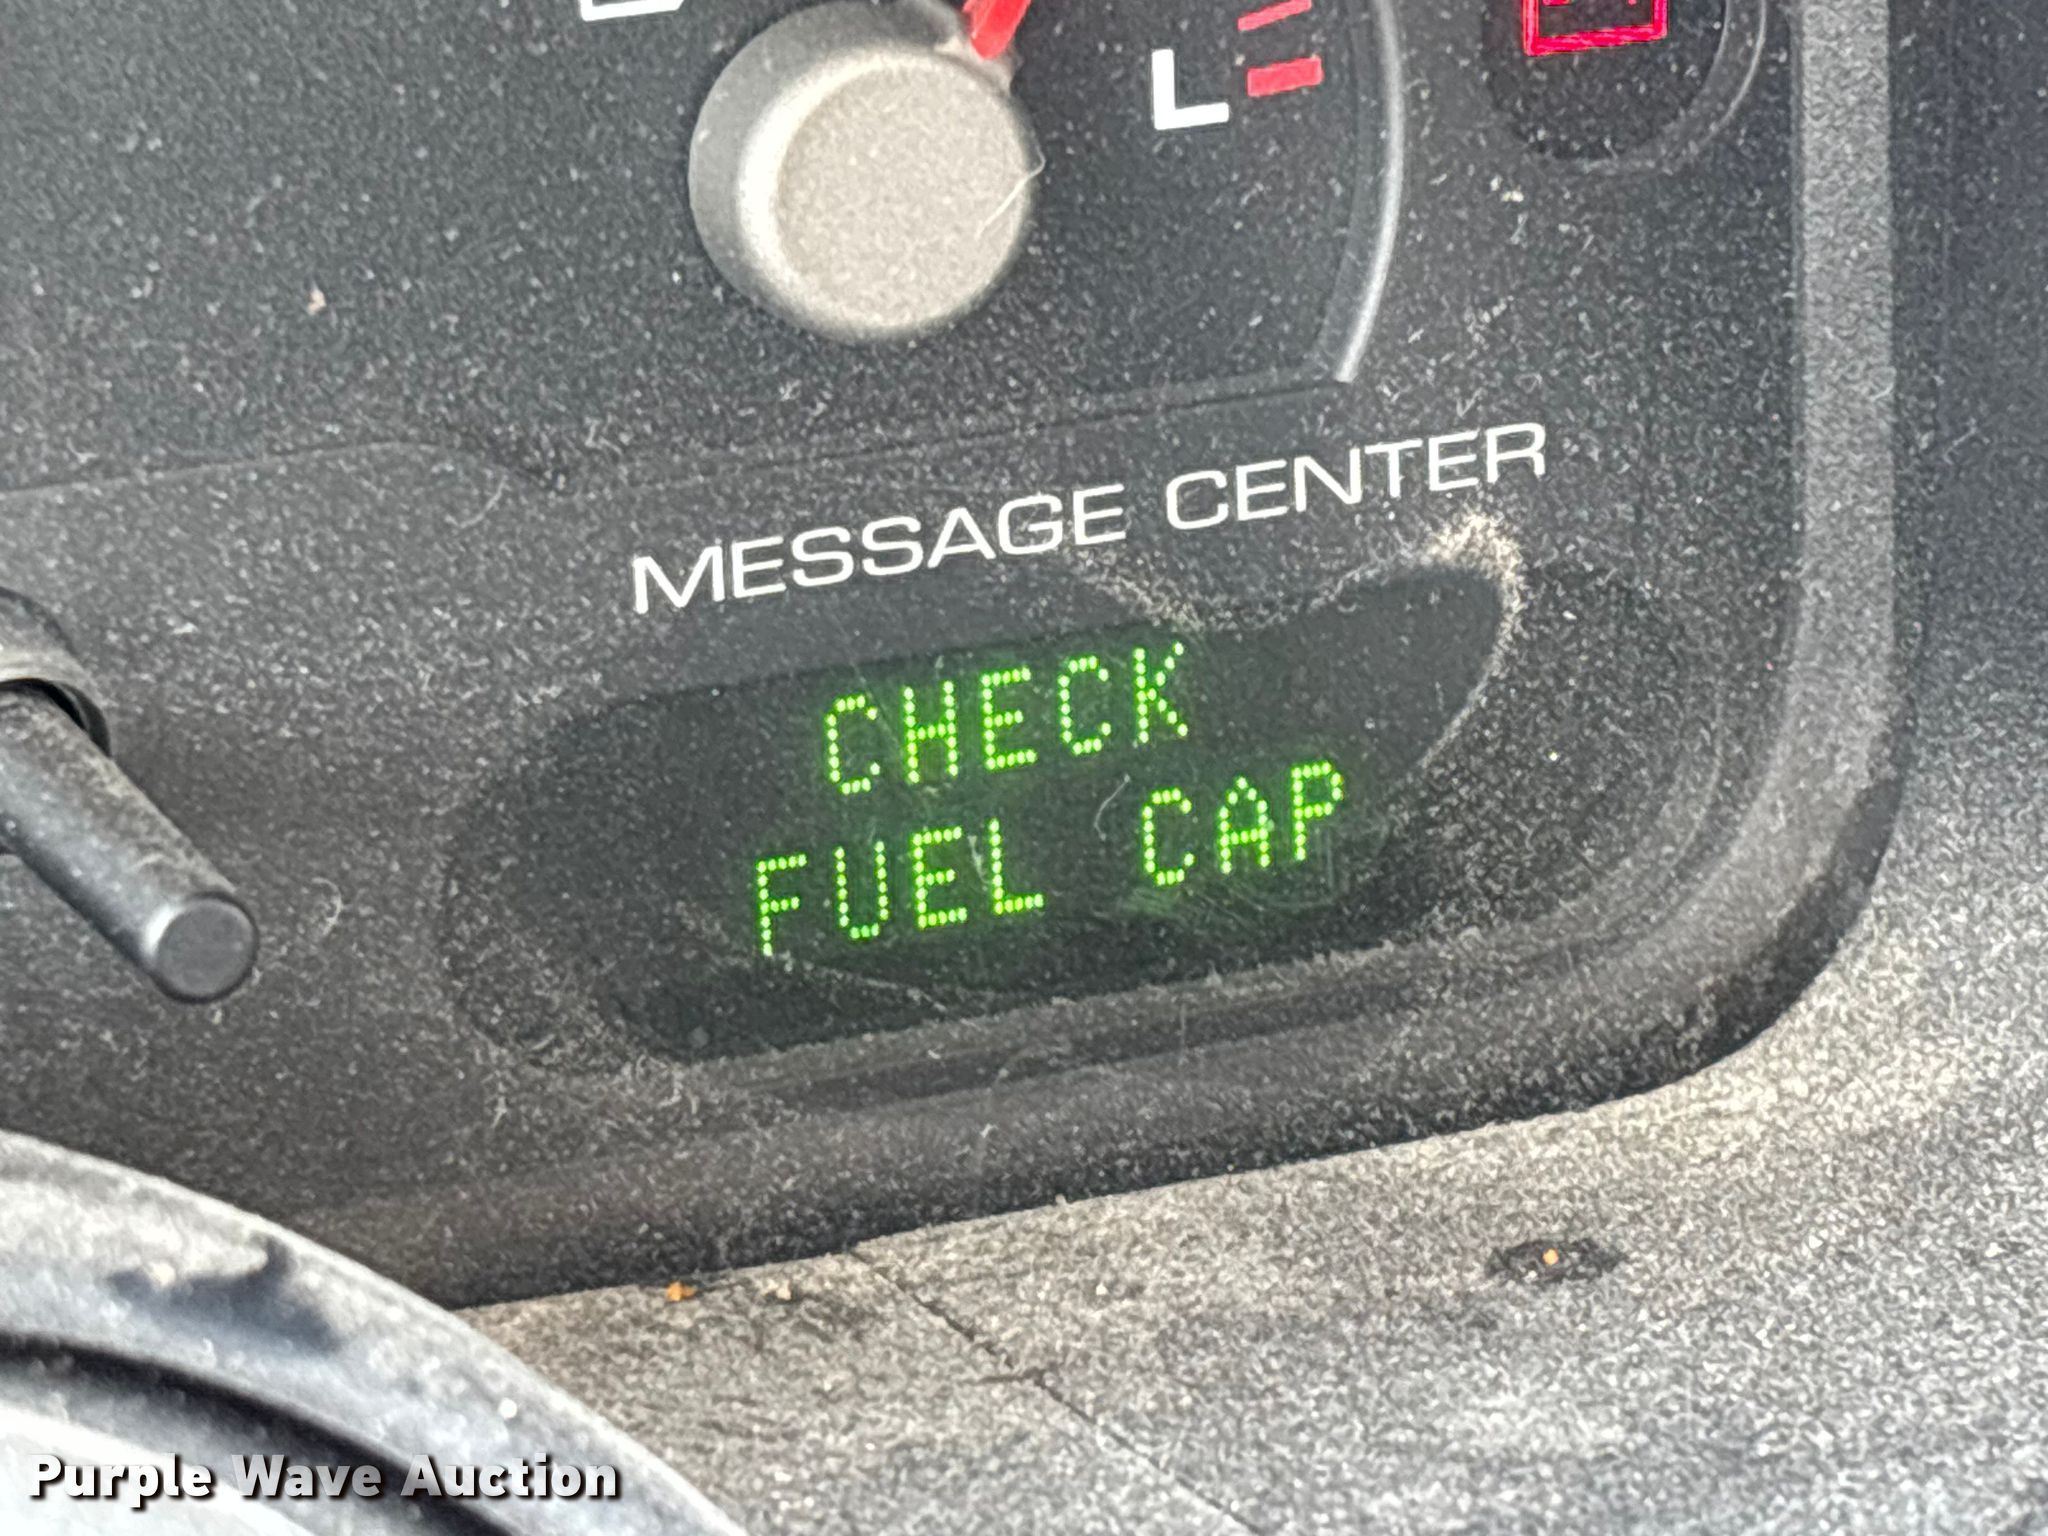 L
MESSAGE CENTER
CHECK
FUEL CAP
Purple Wave Auction